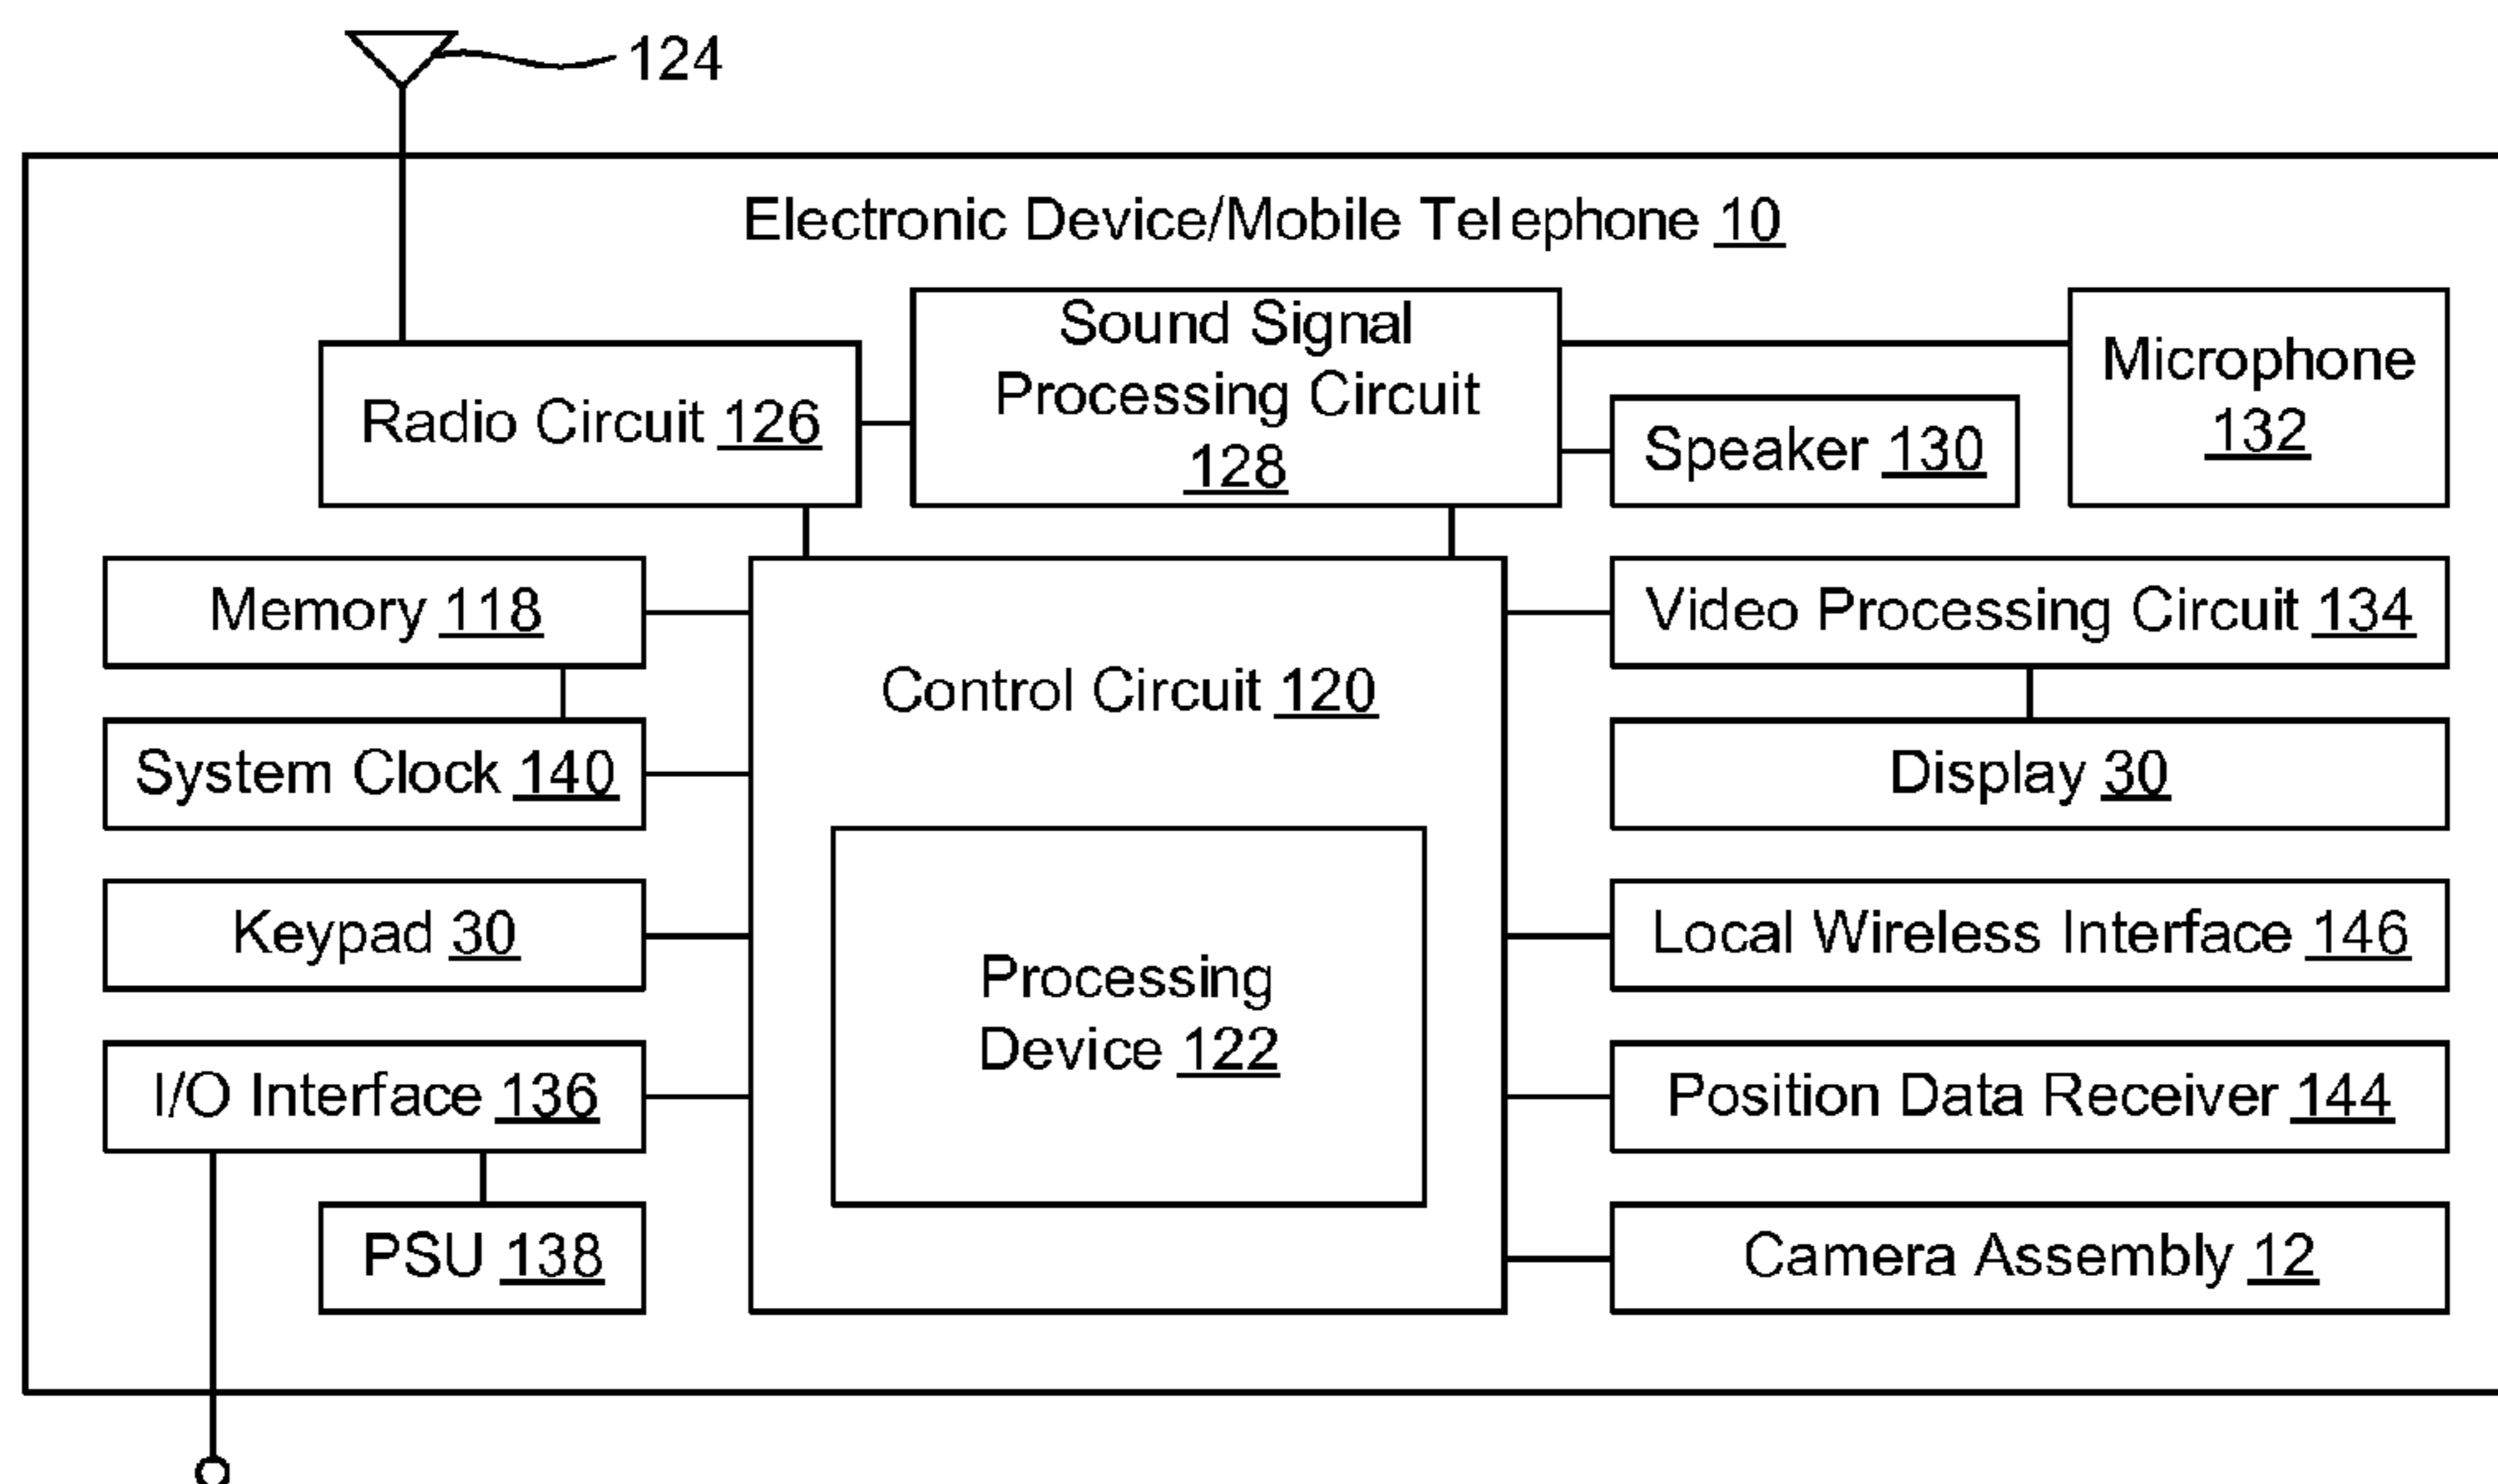 124
Electronic Device/Mobile Telephone 10
Sound Signal
Processing Circuit
128
Microphone
132
Radio Circuit 126
Speaker 130
Memory 118
Video Processing Circuit 134
Control Circuit 120
System Clock 140
Display 30
Keypad 30
Local Wireless Interface 146
Processing
Device 122
I/O Interface 136
Position Data Receiver 144
PSU 138
Camera Assembly 12